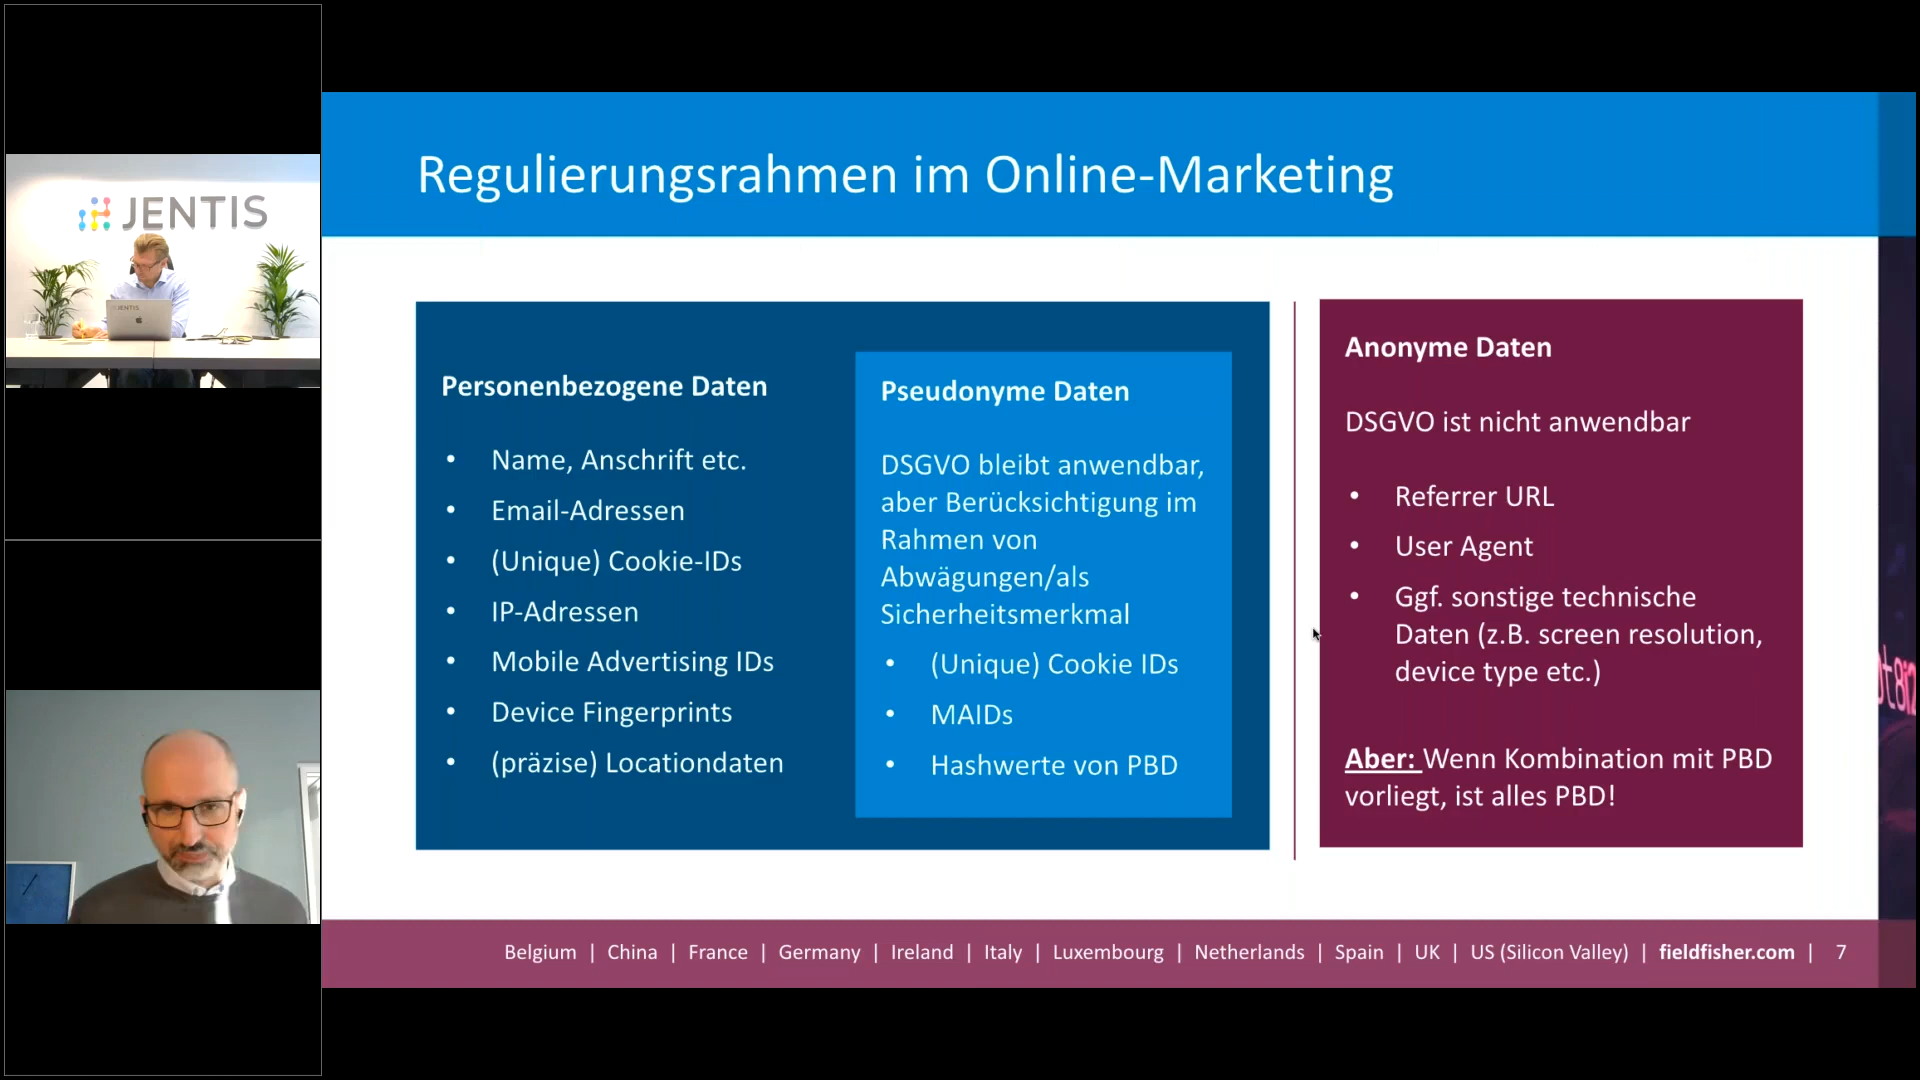 JENTIS
JENTIS
Regulierungsrahmen im Online-Marketing
Personenbezogene Daten
• Name, Anschrift etc.
• Email-Adressen
• (Unique) Cookie-IDs
• IP-Adressen
• Mobile Advertising IDs
• Device Fingerprints
• (präzise) Locationdaten
Pseudonyme Daten
DSGVO bleibt anwendbar,
aber Berücksichtigung im
Rahmen von
Abwägungen/als
Sicherheitsmerkmal
• (Unique) Cookie IDs
• MAIDs
• Hashwerte von PBD
Anonyme Daten
DSGVO ist nicht anwendbar
• Referrer URL
• User Agent
• Ggf. sonstige technische
Daten (z.B. screen resolution,
device type etc.)
Aber: Wenn Kombination mit PBD
vorliegt, ist alles PBD!
Belgium | China | France | Germany | Ireland | Italy | Luxembourg | Netherlands | Spain | UK | US (Silicon Valley) | fieldfisher.com | 7